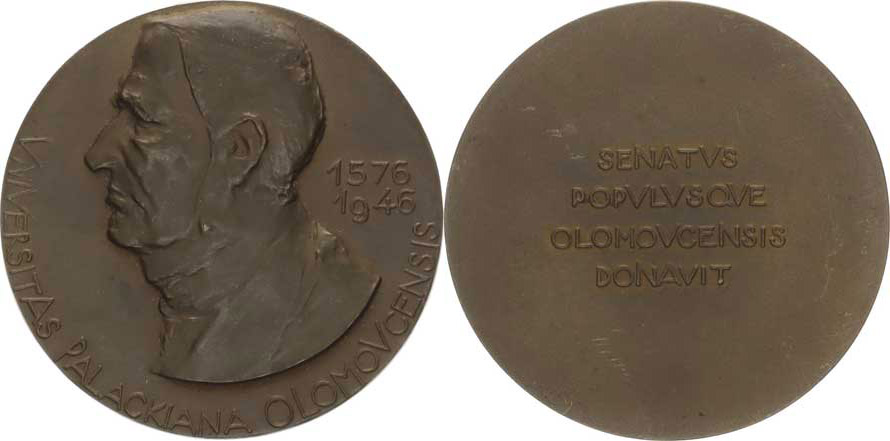 VNIVERSITAS PALACKIANA OLOMOVCENSIS
1576
1946
SENATVS
POPVLVSQVE
OLOMOVCENSIS
DONAVIT